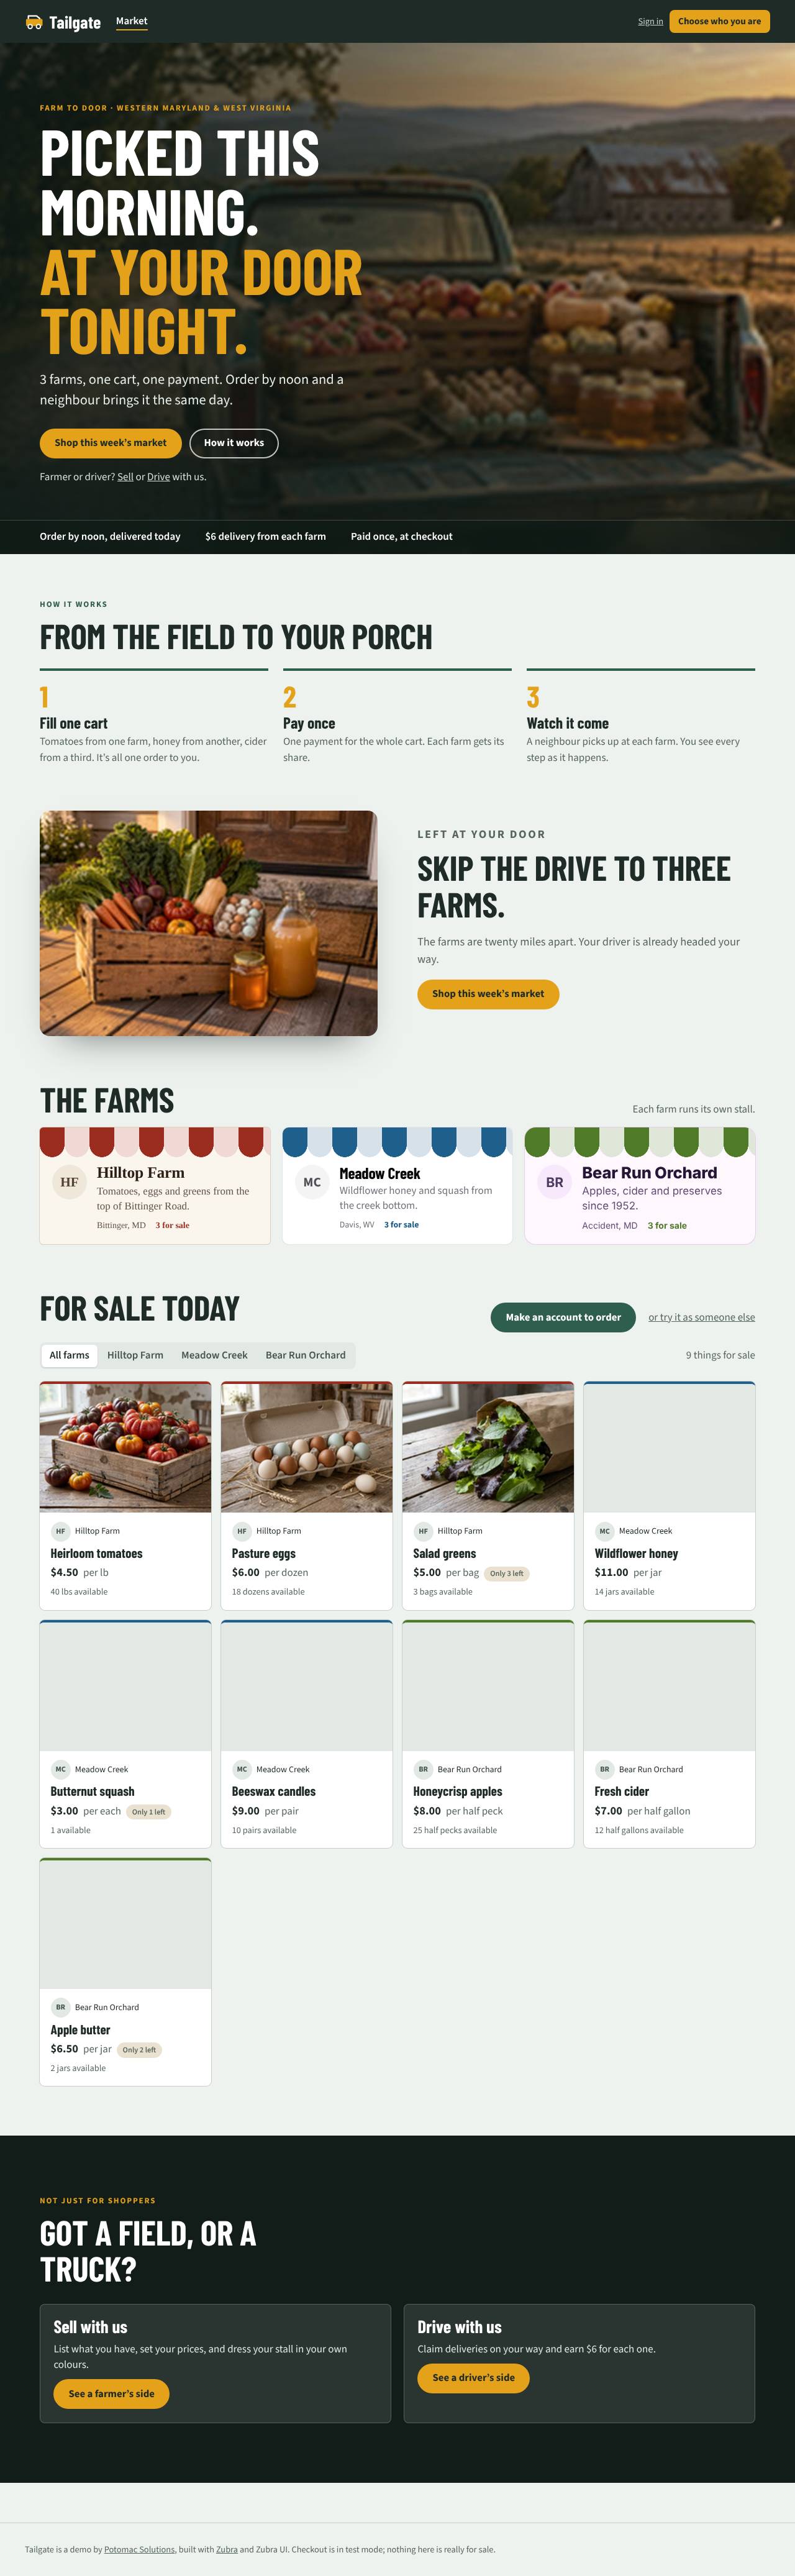 Tailgate
Market
Sign in
Choose who you are
FARM TO DOOR · WESTERN MARYLAND & WEST VIRGINIA
PICKED THIS
MORNING.
AT YOUR DOOR
TONIGHT.
3 farms, one cart, one payment. Order by noon and a
neighbour brings it the same day.
Shop this week's market
How it works
Farmer or driver? Sell or Drive with us.
Order by noon, delivered today
$6 delivery from each farm
Paid once, at checkout
HOW IT WORKS
FROM THE FIELD TO YOUR PORCH
1
Fill one cart
Tomatoes from one farm, honey from another, cider
from a third. It's all one order to you.
2
Pay once
One payment for the whole cart. Each farm gets its
share.
3
Watch it come
A neighbour picks up at each farm. You see every
step as it happens.
LEFT AT YOUR DOOR
SKIP THE DRIVE TO THREE
FARMS.
The farms are twenty miles apart. Your driver is already headed your
way.
Shop this week's market
THE FARMS
Each farm runs its own stall.
HF
Hilltop Farm
Tomatoes, eggs and greens from the
top of Bittinger Road.
Bittinger, MD 3 for sale
MC
Meadow Creek
Wildflower honey and squash from
the creek bottom.
Davis, WV 3 for sale
BR
Bear Run Orchard
Apples, cider and preserves
since 1952.
Accident, MD 3 for sale
FOR SALE TODAY
Make an account to order
or try it as someone else
All farms
Hilltop Farm
Meadow Creek
Bear Run Orchard
9 things for sale
HF Hilltop Farm
Heirloom tomatoes
$4.50 per lb
40 lbs available
HF Hilltop Farm
Pasture eggs
$6.00 per dozen
18 dozens available
HF Hilltop Farm
Salad greens
$5.00 per bag Only 3 left
3 bags available
MC Meadow Creek
Wildflower honey
$11.00 per jar
14 jars available
MC Meadow Creek
Butternut squash
$3.00 per each Only 1 left
1 available
MC Meadow Creek
Beeswax candles
$9.00 per pair
10 pairs available
BR Bear Run Orchard
Honeycrisp apples
$8.00 per half peck
25 half pecks available
BR Bear Run Orchard
Fresh cider
$7.00 per half gallon
12 half gallons available
BR Bear Run Orchard
Apple butter
$6.50 per jar Only 2 left
2 jars available
NOT JUST FOR SHOPPERS
GOT A FIELD, OR A
TRUCK?
Sell with us
List what you have, set your prices, and dress your stall in your own
colours.
See a farmer's side
Drive with us
Claim deliveries on your way and earn $6 for each one.
See a driver's side
Tailgate is a demo by Potomac Solutions, built with Zubra and Zubra UI. Checkout is in test mode; nothing here is really for sale.